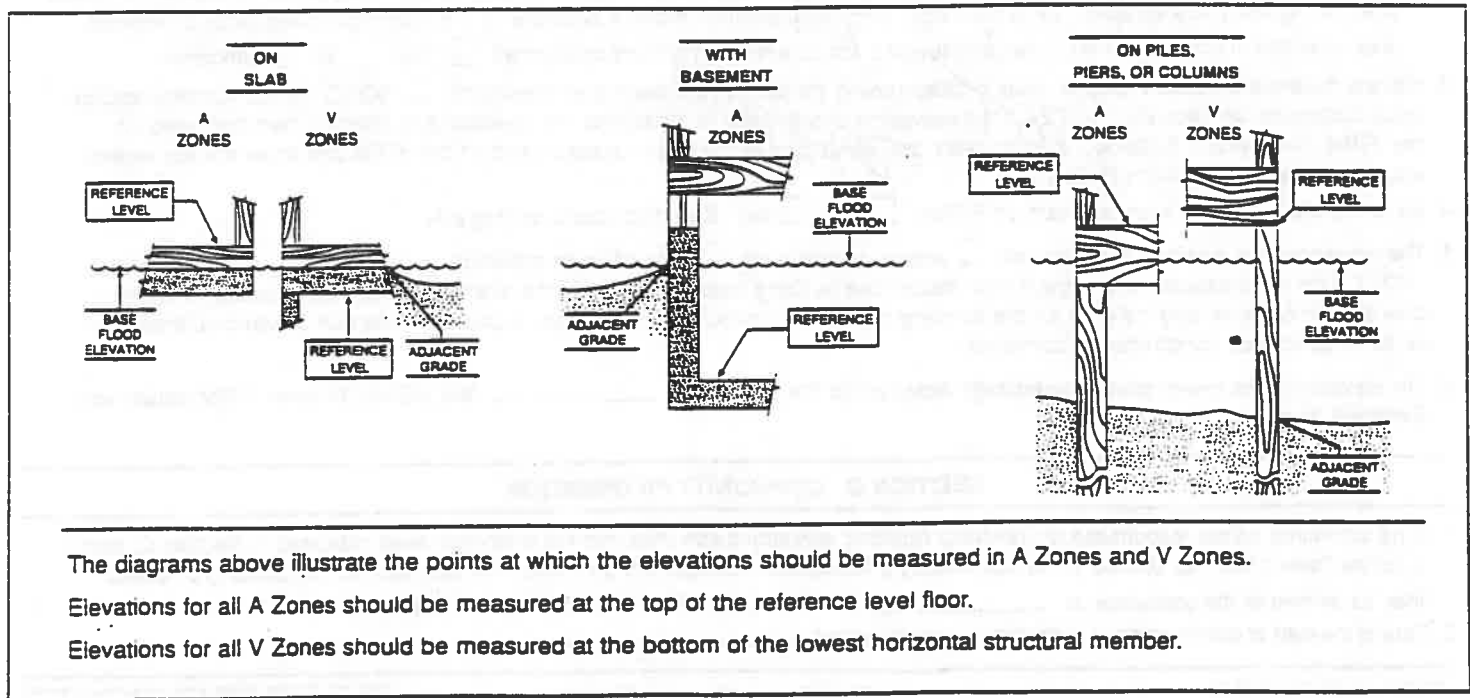 ON
SLAB
A
ZONES
V
ZONES
REFERENCE
LEVEL
BASE
FLOOD
ELEVATION
REFERENCE
LEVEL
ADJACENT
GRADE
WITH
BASEMENT
A
ZONES
BASE
FLOOD
ELEVATION
ADJACENT
GRADE
REFERENCE
LEVEL
ON PILES,
PIERS, OR COLUMNS
A
ZONES
V
ZONES
REFERENCE
LEVEL
REFERENCE
LEVEL
BASE
FLOOD
ELEVATION
ADJACENT
GRADE
The diagrams above illustrate the points at which the elevations should be measured in A Zones and V Zones.
Elevations for all A Zones should be measured at the top of the reference level floor.
Elevations for all V Zones should be measured at the bottom of the lowest horizontal structural member.